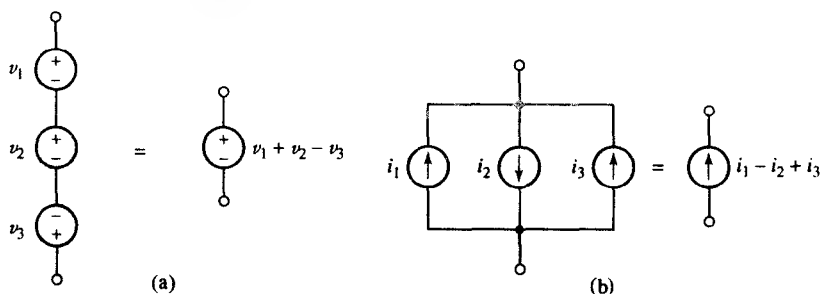 v₁ + −
v₂ + − = + − v₁ + v₂ − v₃
v₃ − +
(a)
i₁ i₂ i₃ = i₁ − i₂ + i₃
(b)